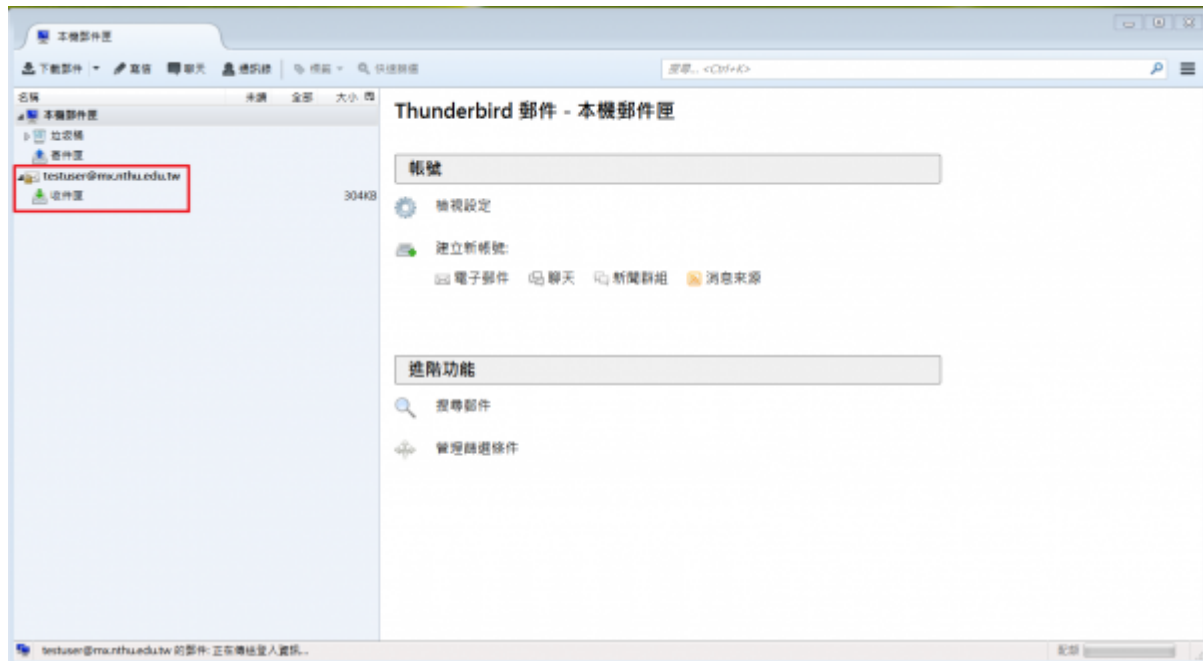 本機郵件匣
下載郵件 寫信 聊天 通訊錄 標籤 快速篩選 搜尋... <Ctrl+K>
名稱 未讀 全部 大小
本機郵件匣
垃圾桶
寄件匣
testuser@mx.nthu.edu.tw
收件匣 304KB
Thunderbird 郵件 - 本機郵件匣
帳號
檢視設定
建立新帳號:
電子郵件 聊天 新聞群組 消息來源
進階功能
搜尋郵件
管理篩選條件
testuser@mx.nthu.edu.tw 的郵件: 正在傳送登入資訊...